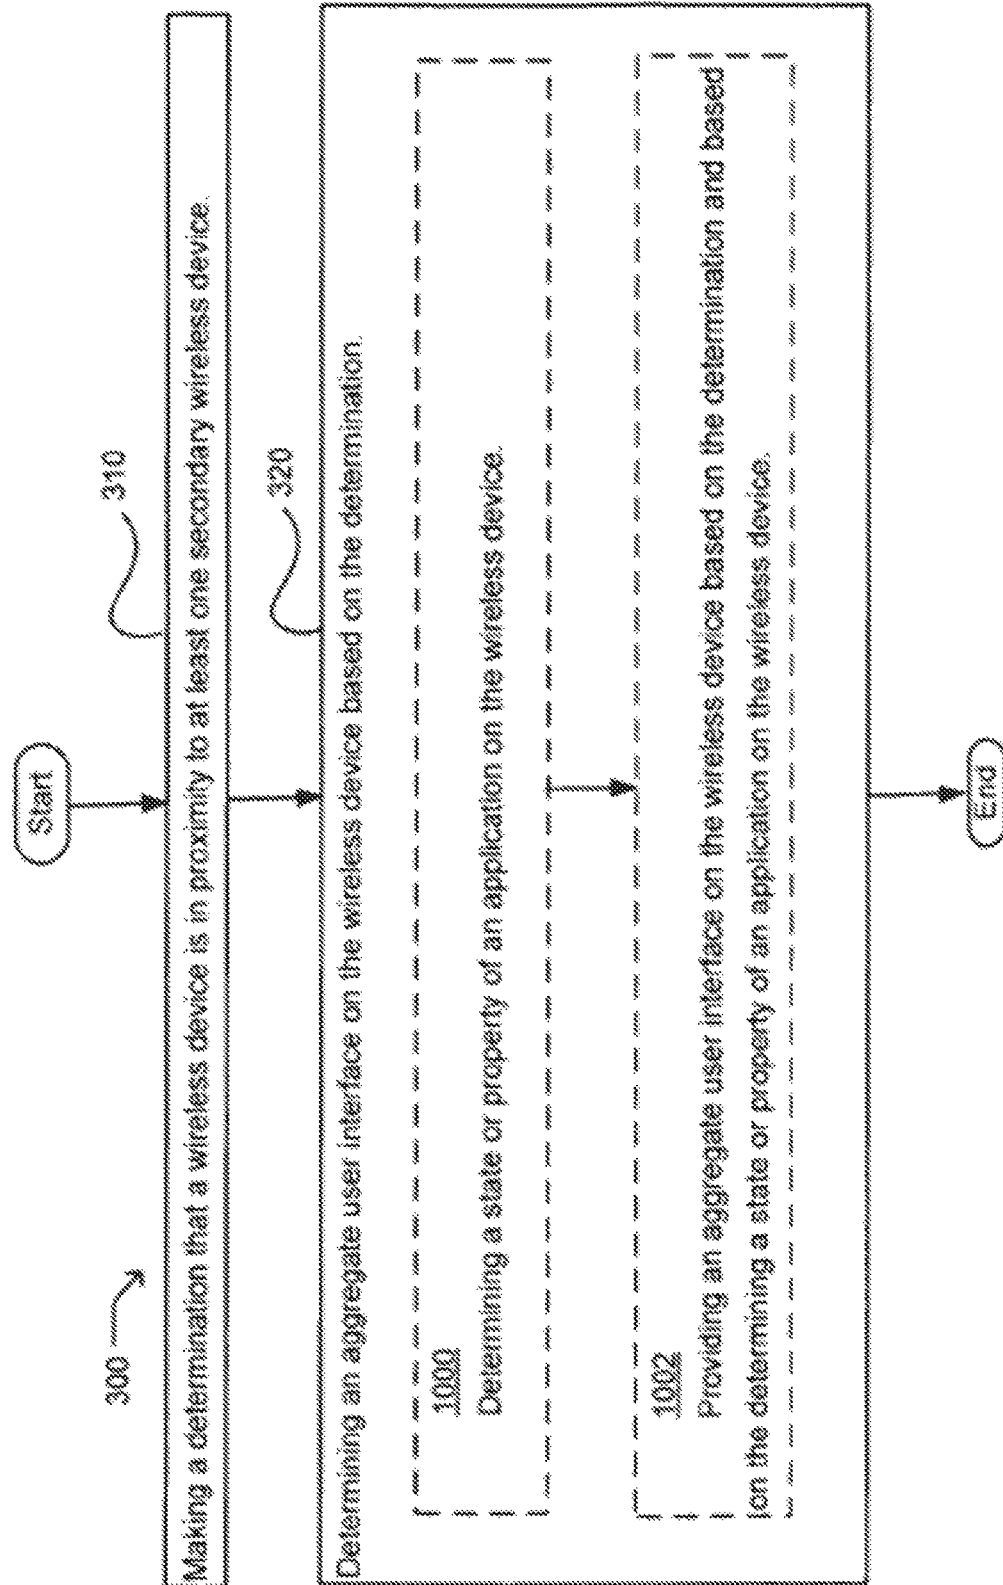 300
Start
310
Making a determination that a wireless device is in proximity to at least one secondary wireless device.
320
Determining an aggregate user interface on the wireless device based on the determination.
1000
Determining a state or property of an application on the wireless device.
1002
Providing an aggregate user interface on the wireless device based on the determination and based
on the determining a state or property of an application on the wireless device.
End